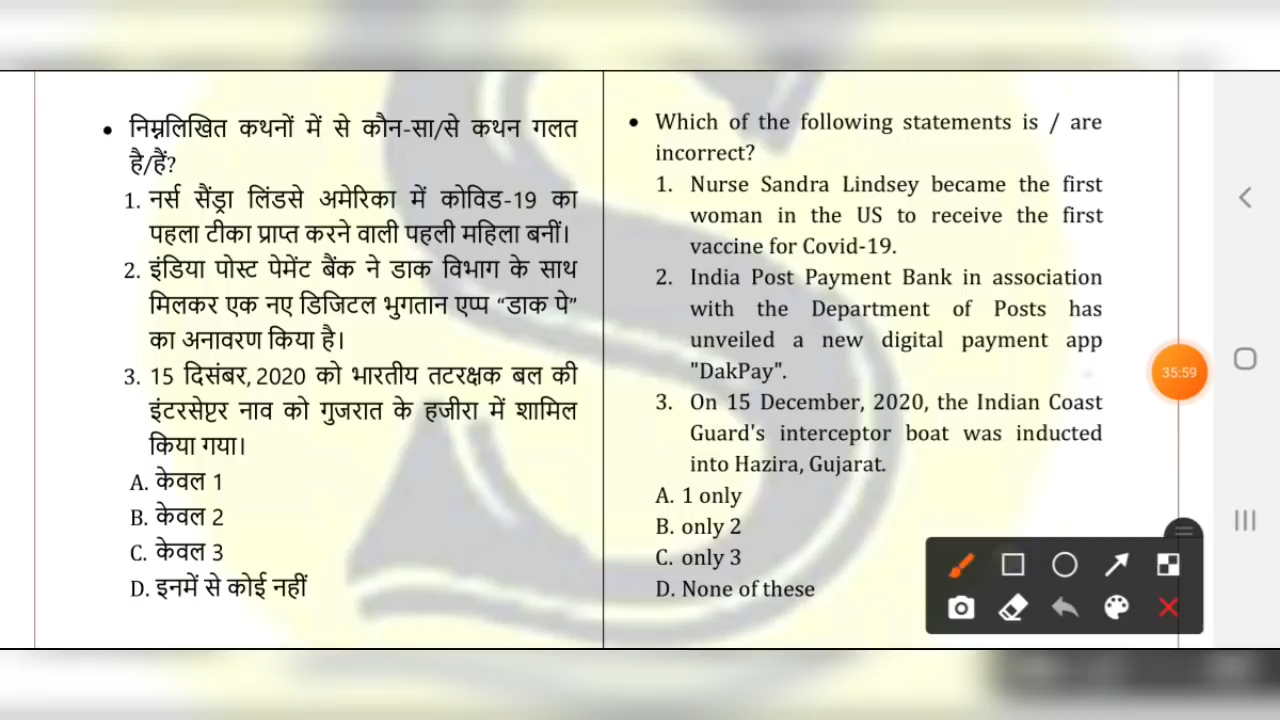 • निम्नलिखित कथनों में से कौन-सा/से कथन गलत
है/हैं?
1. नर्स सैंड्रा लिंडसे अमेरिका में कोविड-19 का
पहला टीका प्राप्त करने वाली पहली महिला बनीं।
2. इंडिया पोस्ट पेमेंट बैंक ने डाक विभाग के साथ
मिलकर एक नए डिजिटल भुगतान एप्प “डाक पे”
का अनावरण किया है।
3. 15 दिसंबर, 2020 को भारतीय तटरक्षक बल की
इंटरसेप्टर नाव को गुजरात के हजीरा में शामिल
किया गया।
A. केवल 1
B. केवल 2
C. केवल 3
D. इनमें से कोई नहीं
• Which of the following statements is / are
incorrect?
1. Nurse Sandra Lindsey became the first
woman in the US to receive the first
vaccine for Covid-19.
2. India Post Payment Bank in association
with the Department of Posts has
unveiled a new digital payment app
"DakPay".
3. On 15 December, 2020, the Indian Coast
Guard's interceptor boat was inducted
into Hazira, Gujarat.
A. 1 only
B. only 2
C. only 3
D. None of these
35:59